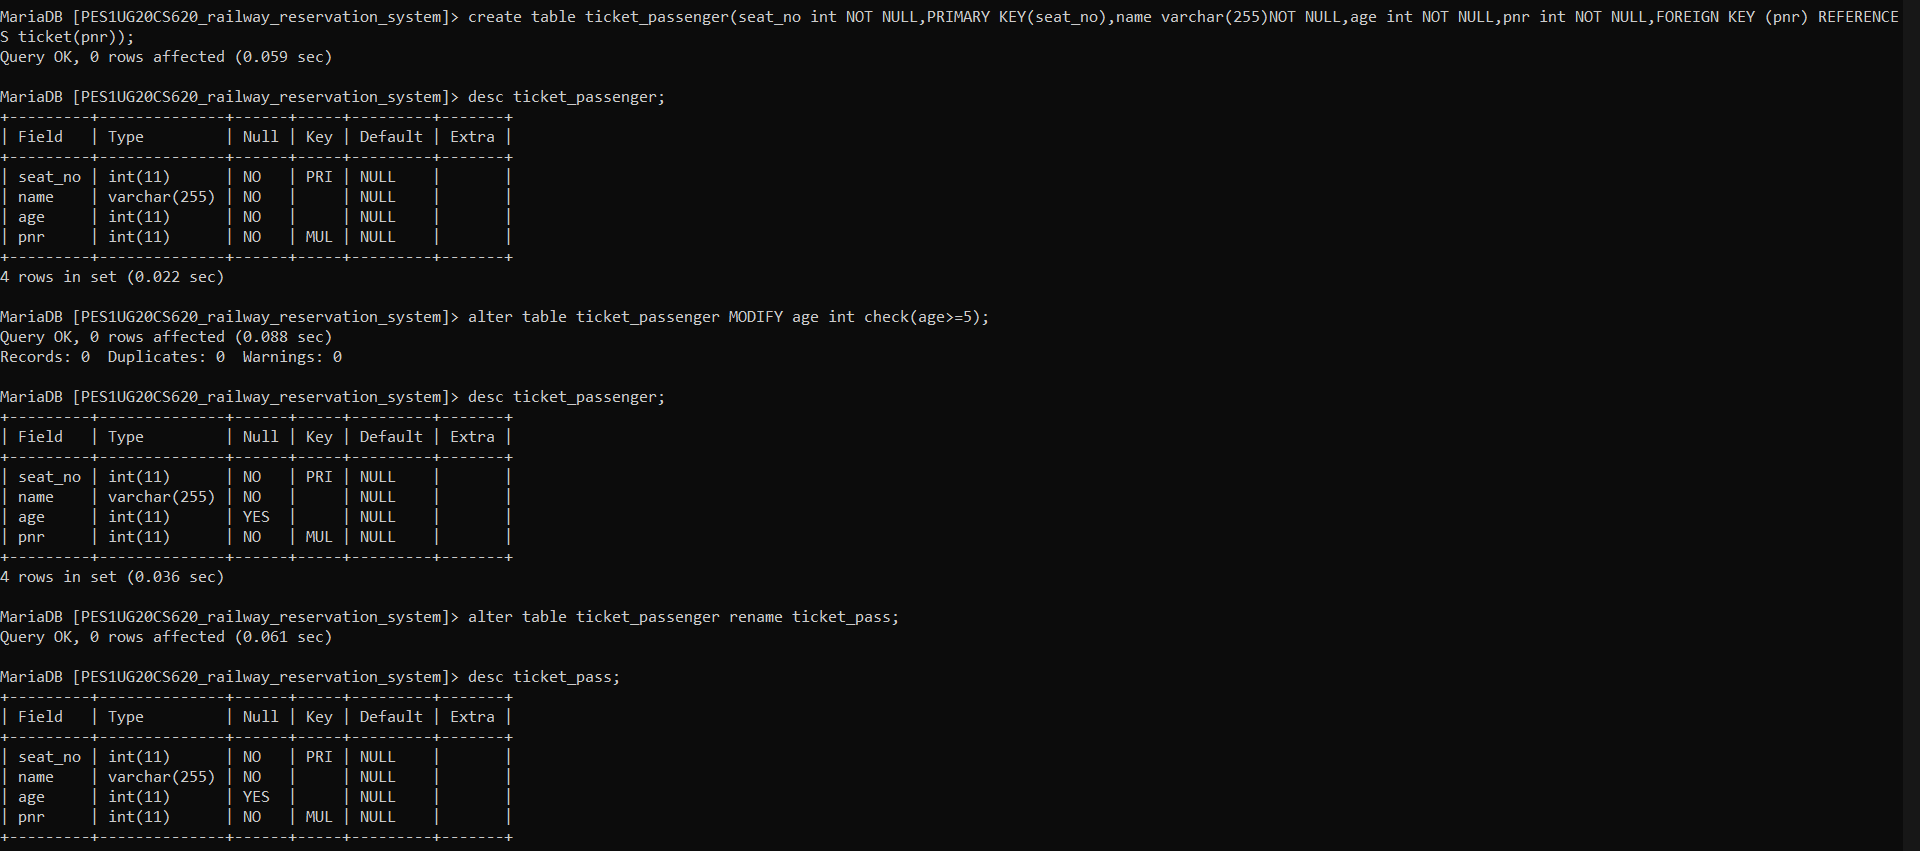 MariaDB [PES1UG20CS620_railway_reservation_system]> create table ticket_passenger(seat_no int NOT NULL,PRIMARY KEY(seat_no),name varchar(255)NOT NULL,age int NOT NULL,pnr int NOT NULL,FOREIGN KEY (pnr) REFERENCE
S ticket(pnr));
Query OK, 0 rows affected (0.059 sec)

MariaDB [PES1UG20CS620_railway_reservation_system]> desc ticket_passenger;
+---------+--------------+------+-----+---------+-------+
| Field   | Type         | Null | Key | Default | Extra |
+---------+--------------+------+-----+---------+-------+
| seat_no | int(11)      | NO   | PRI | NULL    |       |
| name    | varchar(255) | NO   |     | NULL    |       |
| age     | int(11)      | NO   |     | NULL    |       |
| pnr     | int(11)      | NO   | MUL | NULL    |       |
+---------+--------------+------+-----+---------+-------+
4 rows in set (0.022 sec)

MariaDB [PES1UG20CS620_railway_reservation_system]> alter table ticket_passenger MODIFY age int check(age>=5);
Query OK, 0 rows affected (0.088 sec)
Records: 0  Duplicates: 0  Warnings: 0

MariaDB [PES1UG20CS620_railway_reservation_system]> desc ticket_passenger;
+---------+--------------+------+-----+---------+-------+
| Field   | Type         | Null | Key | Default | Extra |
+---------+--------------+------+-----+---------+-------+
| seat_no | int(11)      | NO   | PRI | NULL    |       |
| name    | varchar(255) | NO   |     | NULL    |       |
| age     | int(11)      | YES  |     | NULL    |       |
| pnr     | int(11)      | NO   | MUL | NULL    |       |
+---------+--------------+------+-----+---------+-------+
4 rows in set (0.036 sec)

MariaDB [PES1UG20CS620_railway_reservation_system]> alter table ticket_passenger rename ticket_pass;
Query OK, 0 rows affected (0.061 sec)

MariaDB [PES1UG20CS620_railway_reservation_system]> desc ticket_pass;
+---------+--------------+------+-----+---------+-------+
| Field   | Type         | Null | Key | Default | Extra |
+---------+--------------+------+-----+---------+-------+
| seat_no | int(11)      | NO   | PRI | NULL    |       |
| name    | varchar(255) | NO   |     | NULL    |       |
| age     | int(11)      | YES  |     | NULL    |       |
| pnr     | int(11)      | NO   | MUL | NULL    |       |
+---------+--------------+------+-----+---------+-------+